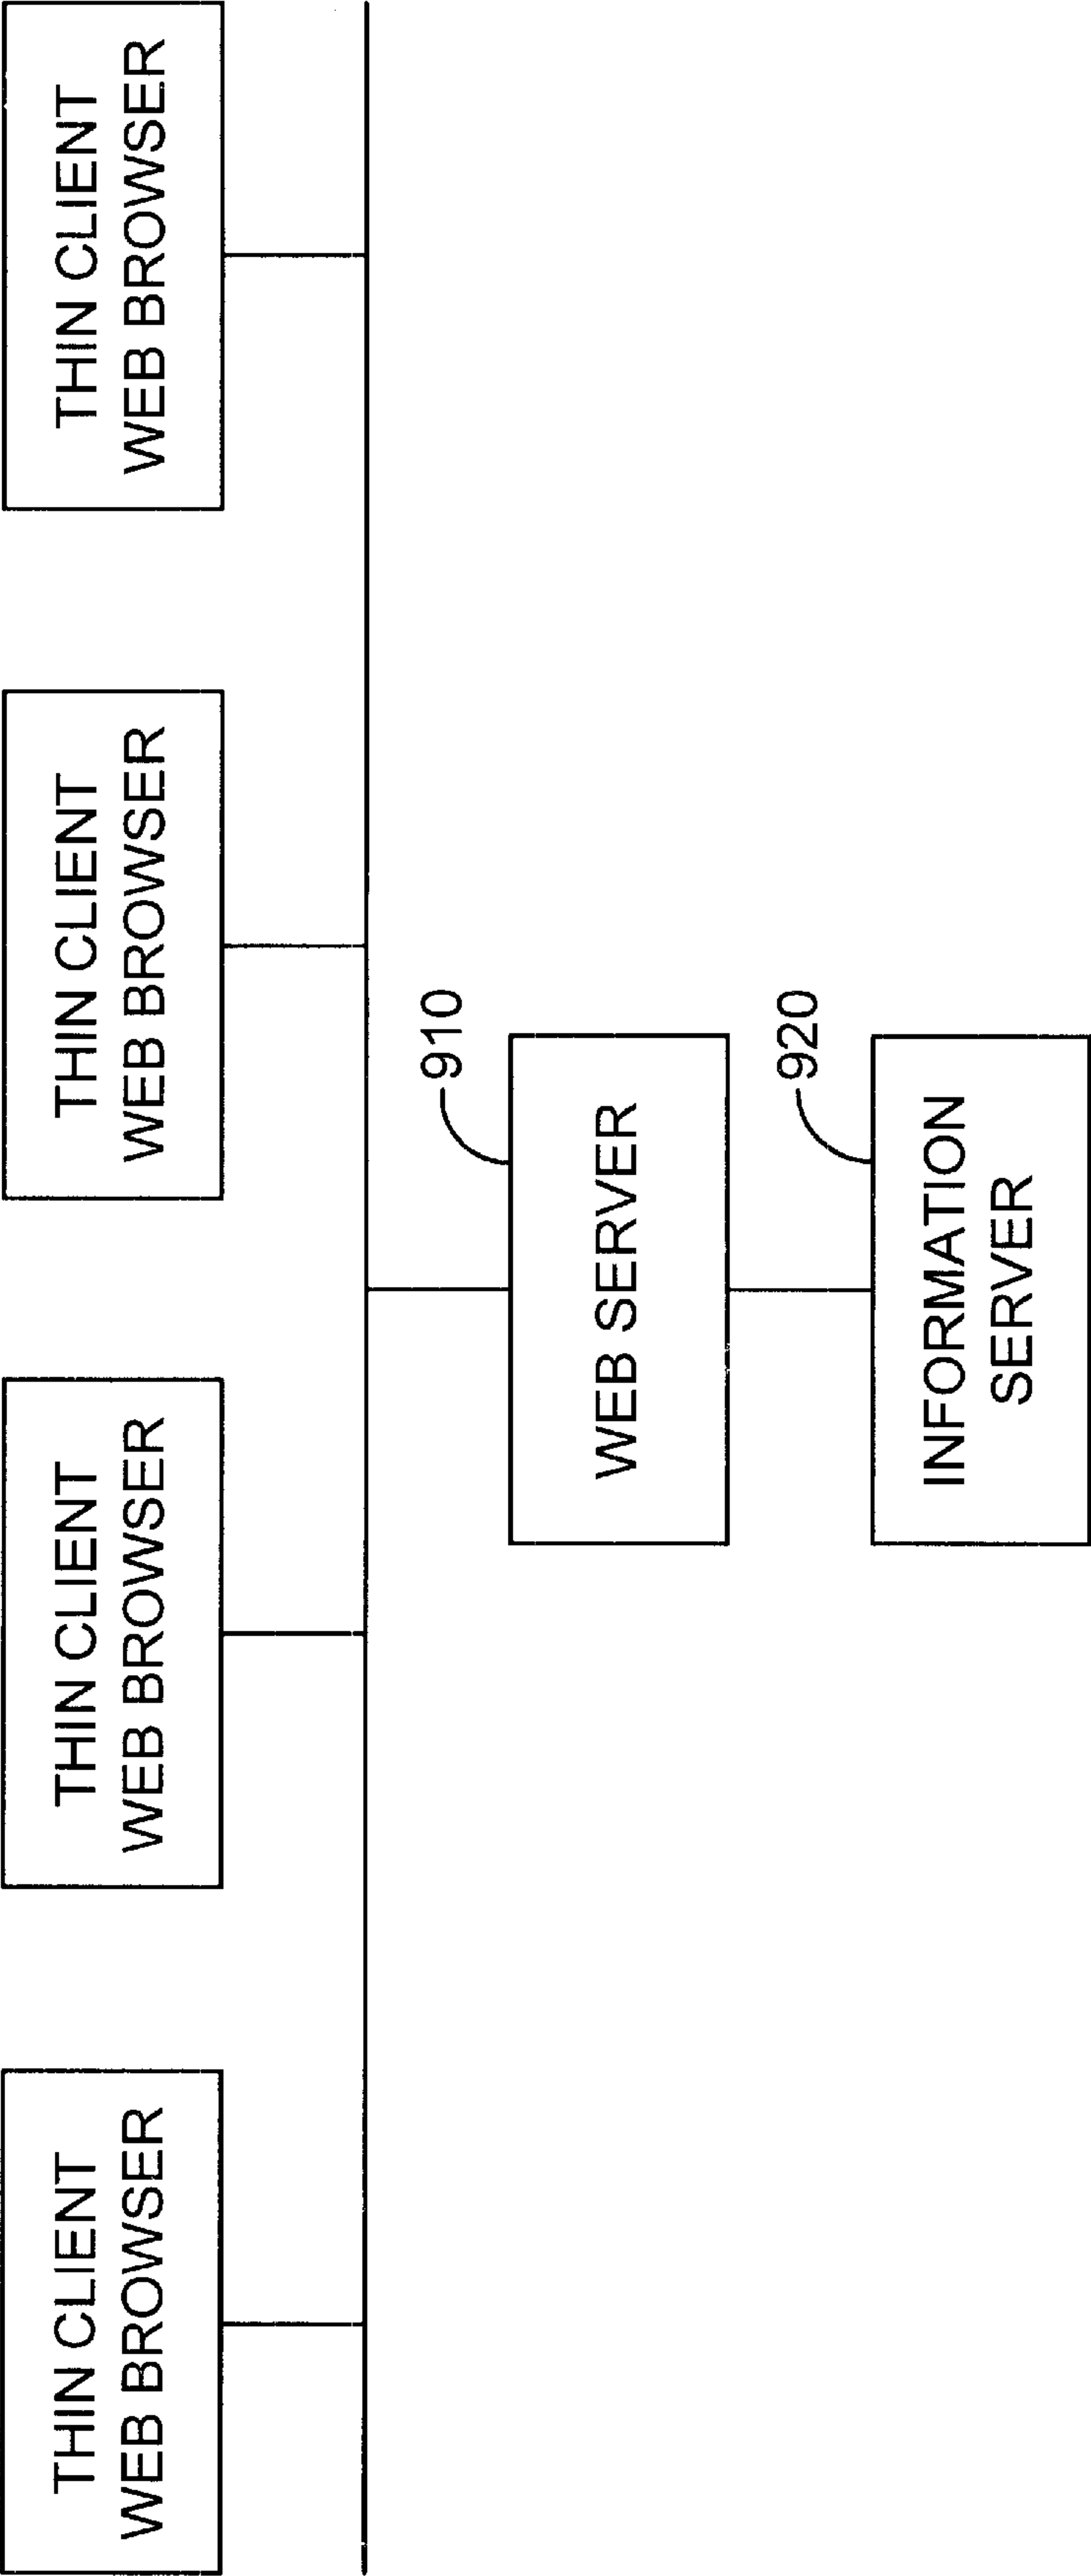 THIN CLIENT
WEB BROWSER
THIN CLIENT
WEB BROWSER
THIN CLIENT
WEB BROWSER
THIN CLIENT
WEB BROWSER
910
WEB SERVER
920
INFORMATION
SERVER